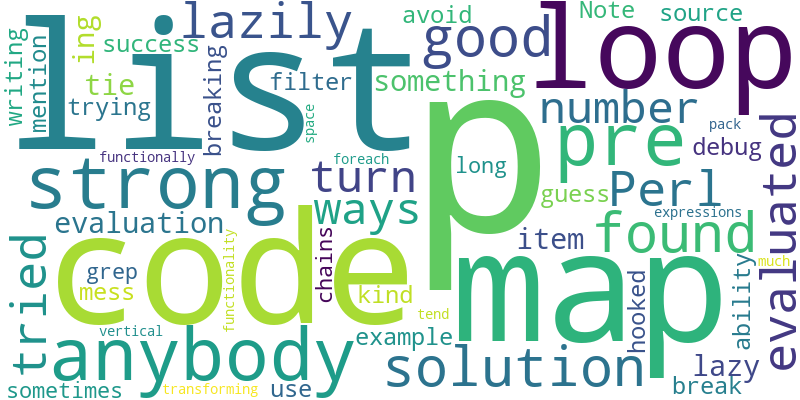 list
p
code
map
loop
strong
anybody
solution
pre
found
good
lazily
Perl
number
evaluated
tried
turn
ways
evaluation
something
item
tie
ing
success
writing
mention
trying
breaking
filter
avoid
Note
source
debug
pack
long
space
foreach
functionally
guess
expressions
much
ability
hooked
lazy
break
tend
example
kind
chains
functionality
grep
mess
vertical
sometimes
transforming
use